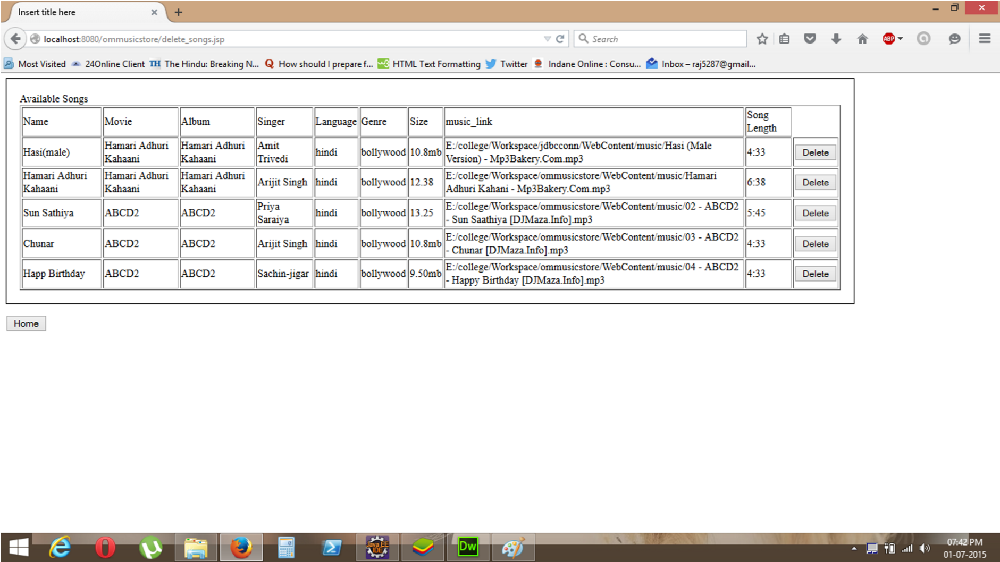 Insert title here
localhost:8080/ommusicstore/delete_songs.jsp
Search
ABP
Most Visited 24Online Client TH The Hindu: Breaking N... Q How should I prepare f... w3 HTML Text Formatting Twitter Indane Online : Consu... Inbox – raj5287@gmail...
Available Songs
Name Movie Album Singer Language Genre Size music_link Song
Length
Hasi(male) Hamari Adhuri
Kahaani Hamari Adhuri
Kahaani Amit
Trivedi hindi bollywood 10.8mb E:/college/Workspace/jdbcconn/WebContent/music/Hasi (Male
Version) - Mp3Bakery.Com.mp3 4:33 Delete
Hamari Adhuri
Kahaani Hamari Adhuri
Kahaani Hamari Adhuri
Kahaani Arijit Singh hindi bollywood 12.38 E:/college/Workspace/ommusicstore/WebContent/music/Hamari
Adhuri Kahani - Mp3Bakery.Com.mp3 6:38 Delete
Sun Sathiya ABCD2 ABCD2 Priya
Saraiya hindi bollywood 13.25 E:/college/Workspace/ommusicstore/WebContent/music/02 - ABCD2
- Sun Saathiya [DJMaza.Info].mp3 5:45 Delete
Chunar ABCD2 ABCD2 Arijit Singh hindi bollywood 10.8mb E:/college/Workspace/ommusicstore/WebContent/music/03 - ABCD2
- Chunar [DJMaza.Info].mp3 4:33 Delete
Happ Birthday ABCD2 ABCD2 Sachin-jigar hindi bollywood 9.50mb E:/college/Workspace/ommusicstore/WebContent/music/04 - ABCD2
- Happy Birthday [DJMaza.Info].mp3 4:33 Delete
Home
Java EE
IDE
Dw
07:42 PM
01-07-2015